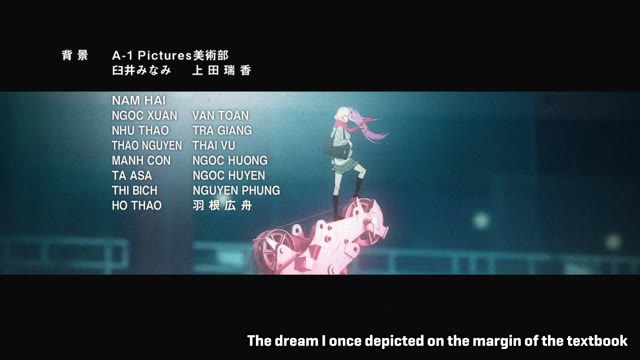 背景 A-1 Pictures美術部
臼井みなみ 上田瑞香
NAM HAI
NGOC XUAN VAN TOAN
NHU THAO TRA GIANG
THAO NGUYEN THAI VU
MANH CON NGOC HUONG
TA ASA NGOC HUYEN
THI BICH NGUYEN PHUNG
HO THAO 羽根広舟
The dream I once depicted on the margin of the textbook